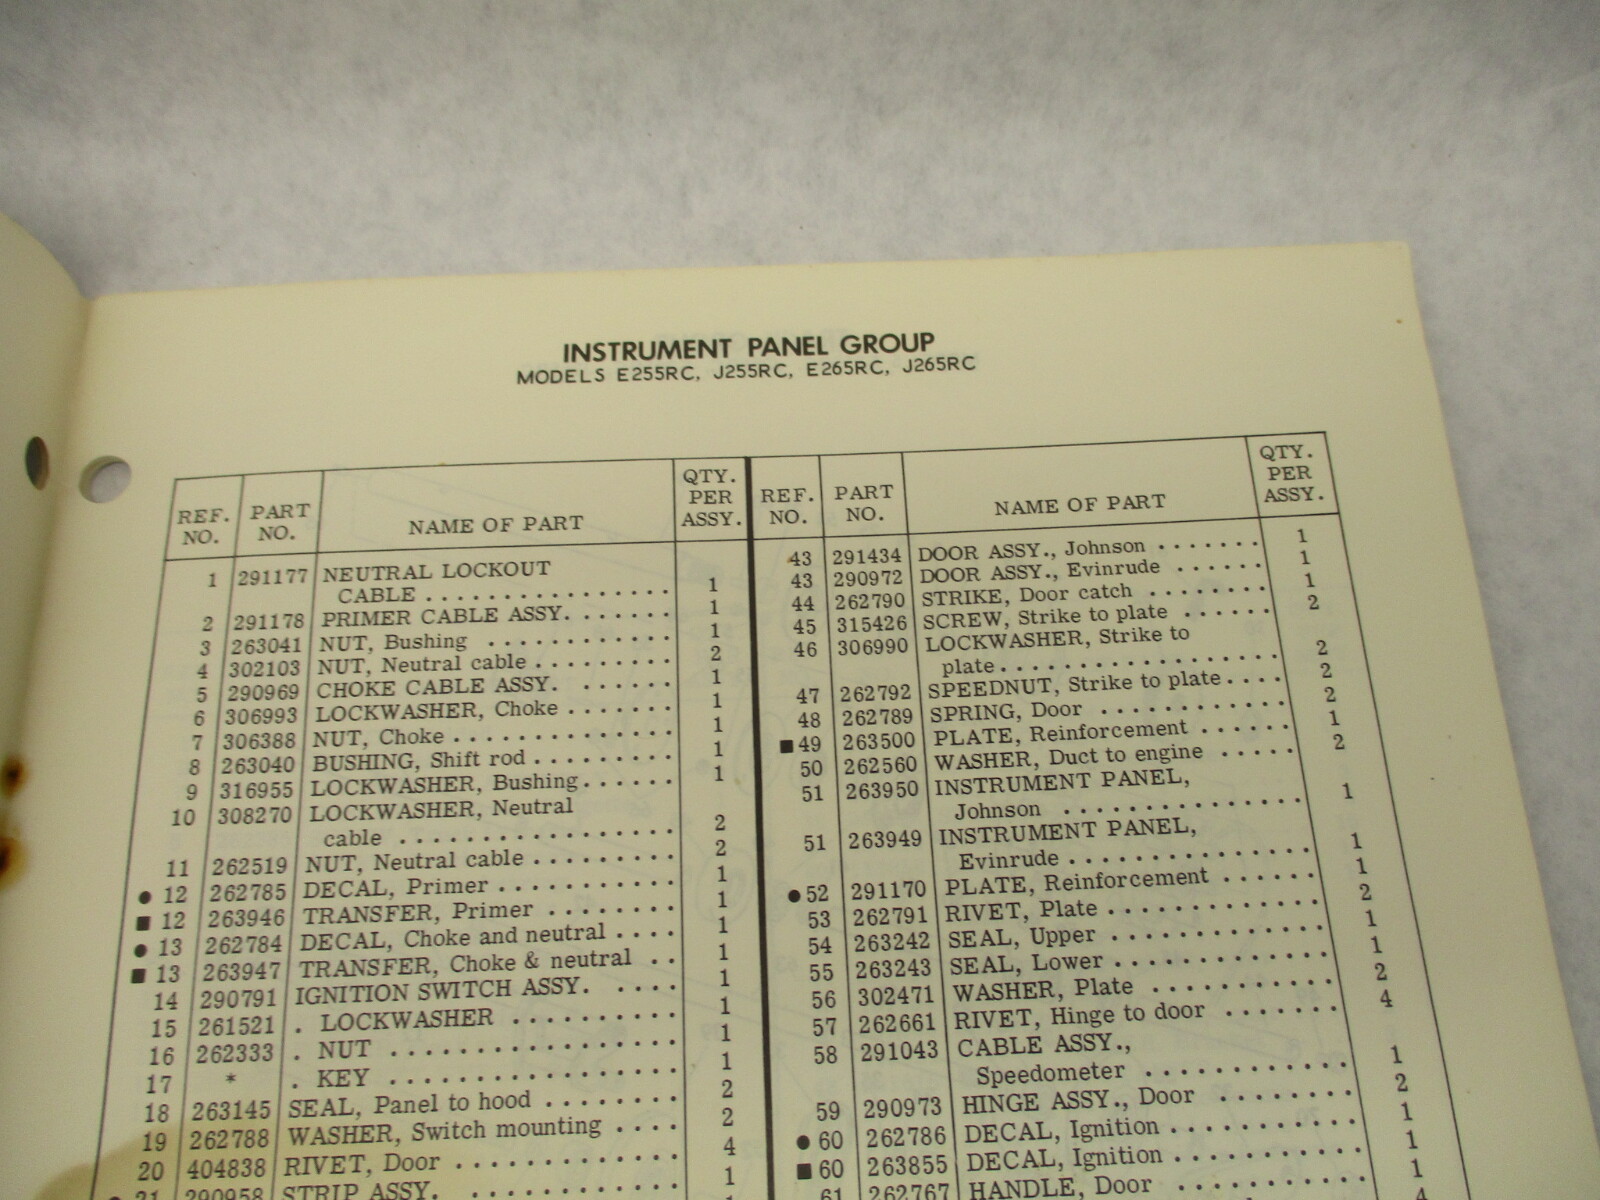 INSTRUMENT PANEL GROUP
MODELS E255RC, J255RC, E265RC, J265RC
REF. NO. PART NO. NAME OF PART QTY. PER ASSY.
1 291177 NEUTRAL LOCKOUT
CABLE . . . . . . . . . . . . . . . . 1
2 291178 PRIMER CABLE ASSY. . . . . . . . 1
3 263041 NUT, Bushing . . . . . . . . . . . 1
4 302103 NUT, Neutral cable . . . . . . . . . 2
5 290969 CHOKE CABLE ASSY. . . . . . . 1
6 306993 LOCKWASHER, Choke . . . . . . . 1
7 306388 NUT, Choke . . . . . . . . . . . . . 1
8 263040 BUSHING, Shift rod . . . . . . . . . 1
9 316955 LOCKWASHER, Bushing . . . . . . 1
10 308270 LOCKWASHER, Neutral
cable . . . . . . . . . . . . . . . . . 2
11 262519 NUT, Neutral cable . . . . . . . . . 2
● 12 262785 DECAL, Primer . . . . . . . . . . . 1
■ 12 263946 TRANSFER, Primer . . . . . . . . 1
● 13 262784 DECAL, Choke and neutral . . . . 1
■ 13 263947 TRANSFER, Choke & neutral . . 1
14 290791 IGNITION SWITCH ASSY. . . . . 1
15 261521 . LOCKWASHER . . . . . . . . . . 1
16 262333 . NUT . . . . . . . . . . . . . . . . . 1
17 * . KEY . . . . . . . . . . . . . . . . . 1
18 263145 SEAL, Panel to hood . . . . . . . . 2
19 262788 WASHER, Switch mounting . . . . 2
20 404838 RIVET, Door . . . . . . . . . . . . . 4
● 21 290958 STRIP ASSY. . . . . . . . . . . . 1
REF. NO. PART NO. NAME OF PART QTY. PER ASSY.
43 291434 DOOR ASSY., Johnson . . . . . . . 1
43 290972 DOOR ASSY., Evinrude . . . . . . 1
44 262790 STRIKE, Door catch . . . . . . . . 1
45 315426 SCREW, Strike to plate . . . . . . 2
46 306990 LOCKWASHER, Strike to
plate . . . . . . . . . . . . . . . . . . 2
47 262792 SPEEDNUT, Strike to plate . . . . 2
48 262789 SPRING, Door . . . . . . . . . . . . 2
■ 49 263500 PLATE, Reinforcement . . . . . . 1
50 262560 WASHER, Duct to engine . . . . . 2
51 263950 INSTRUMENT PANEL,
Johnson . . . . . . . . . . . . . . . 1
51 263949 INSTRUMENT PANEL,
Evinrude . . . . . . . . . . . . . . . 1
● 52 291170 PLATE, Reinforcement . . . . . . 1
53 262791 RIVET, Plate . . . . . . . . . . . . . 2
54 263242 SEAL, Upper . . . . . . . . . . . . . 1
55 263243 SEAL, Lower . . . . . . . . . . . . . 1
56 302471 WASHER, Plate . . . . . . . . . . . 2
57 262661 RIVET, Hinge to door . . . . . . . 4
58 291043 CABLE ASSY.,
Speedometer . . . . . . . . . . . . 1
59 290973 HINGE ASSY., Door . . . . . . . . 2
● 60 262786 DECAL, Ignition . . . . . . . . . . . 1
■ 60 263855 DECAL, Ignition . . . . . . . . . . . 1
61 262767 HANDLE, Door . . . . . . . . . . . 1
4